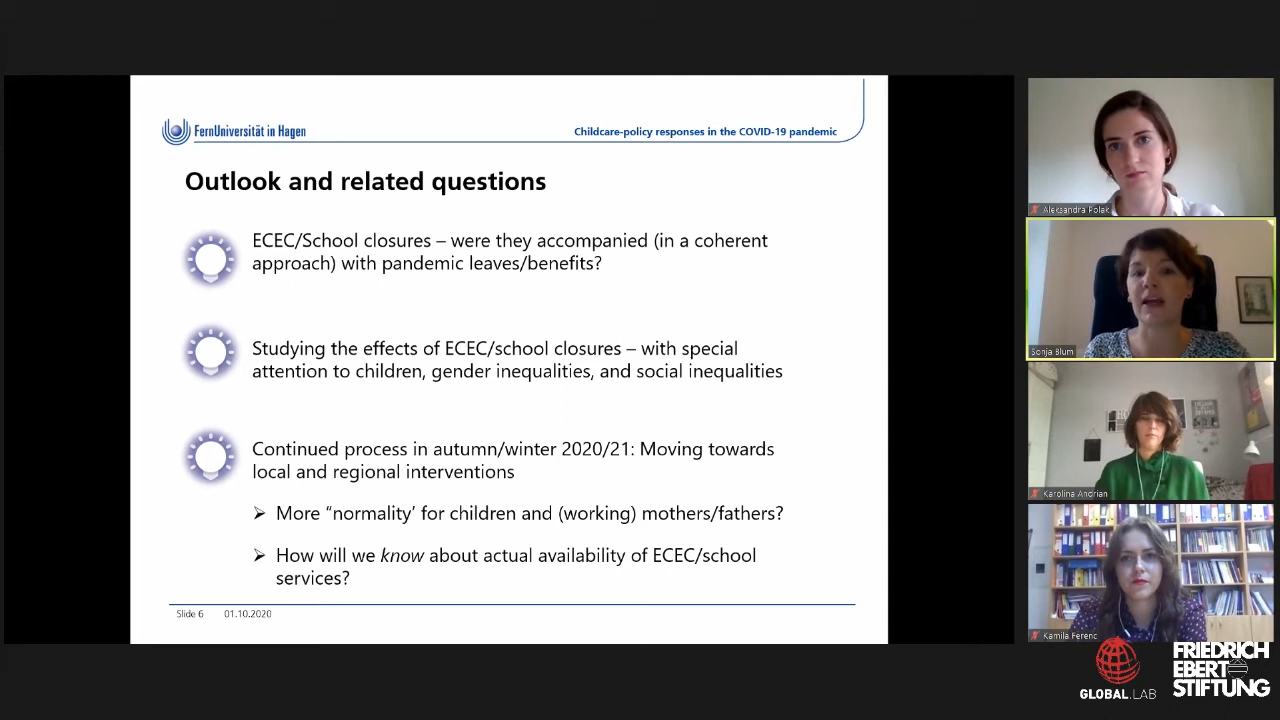 FernUniversität in Hagen
Childcare-policy responses in the COVID-19 pandemic
Outlook and related questions
ECEC/School closures – were they accompanied (in a coherent
approach) with pandemic leaves/benefits?
Studying the effects of ECEC/school closures – with special
attention to children, gender inequalities, and social inequalities
Continued process in autumn/winter 2020/21: Moving towards
local and regional interventions
➢ More “normality’ for children and (working) mothers/fathers?
➢ How will we know about actual availability of ECEC/school
services?
Slide 6 01.10.2020
Aleksandra Polak
Sonja Blum
Karolina Andrian
Kamila Ferenc
GLOBAL.LAB
FRIEDRICH
EBERT
STIFTUNG